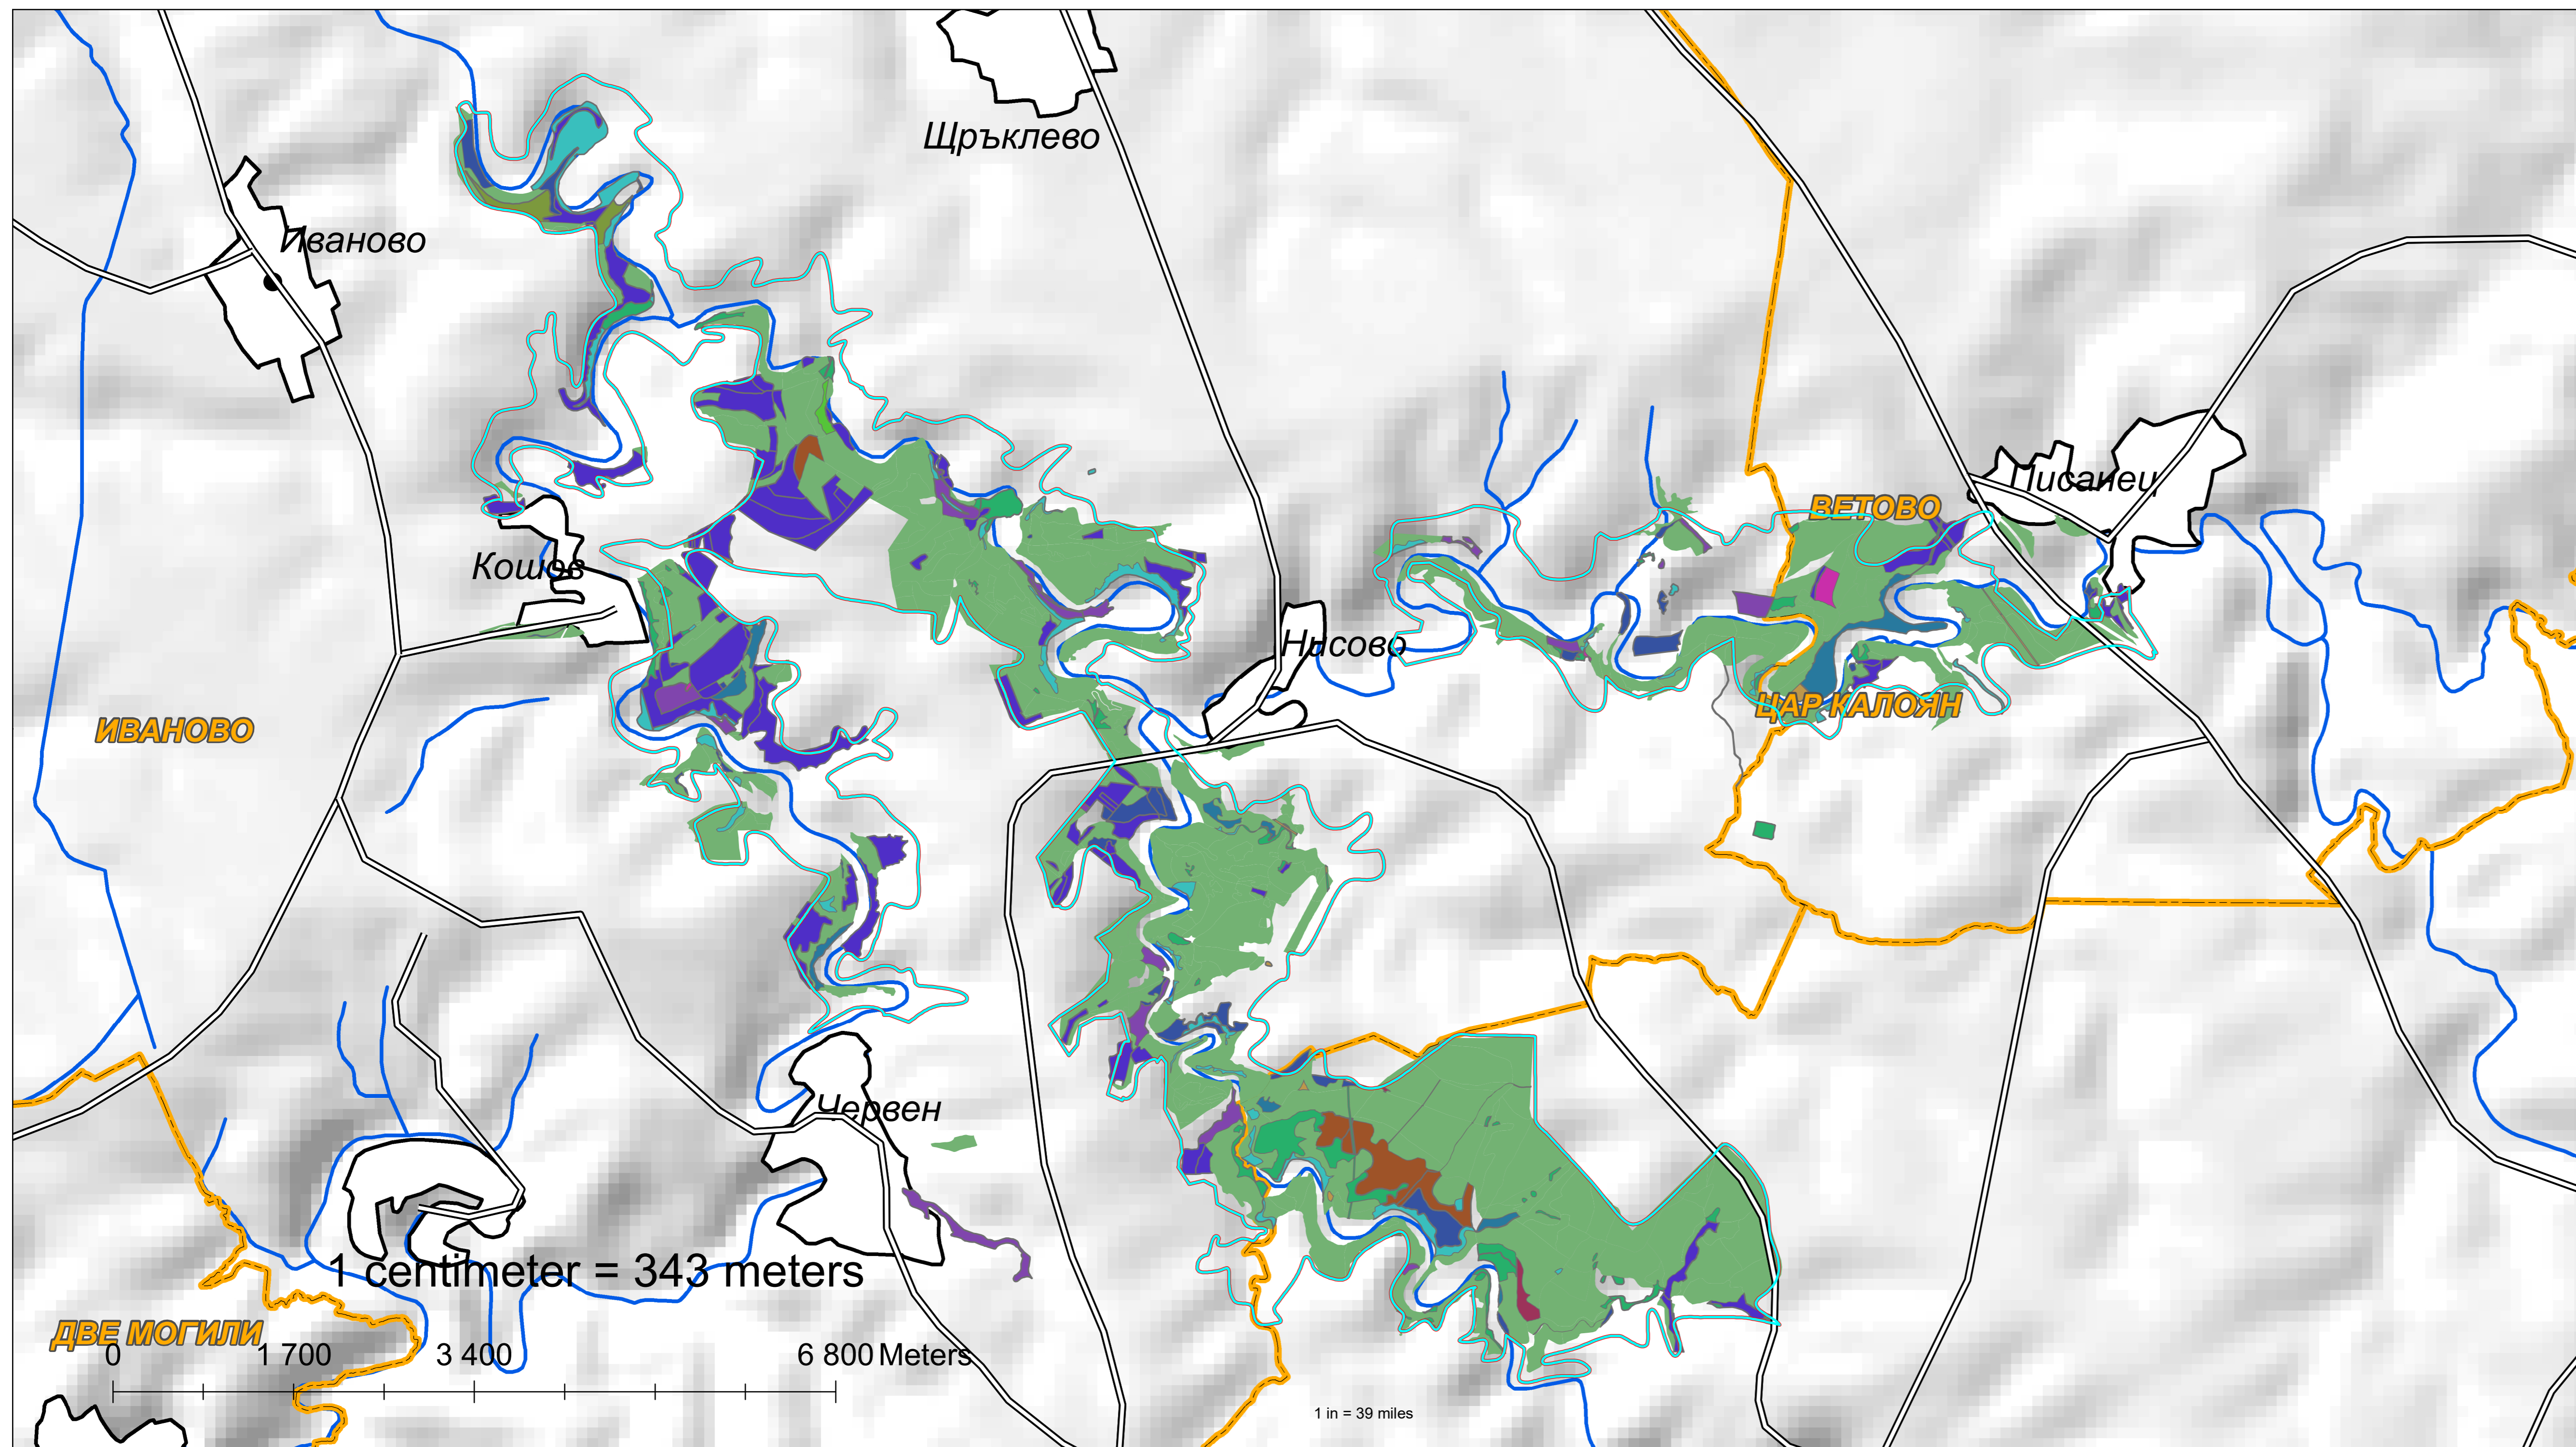 Щръклево
Иваново
Писанец
ВЕТОВО
Кошов
Нисово
ЦАР КАЛОЯН
ИВАНОВО
Червен
1 centimeter = 343 meters
ДВЕ МОГИЛИ
0 1 700 3 400 6 800 Meters
1 in = 39 miles